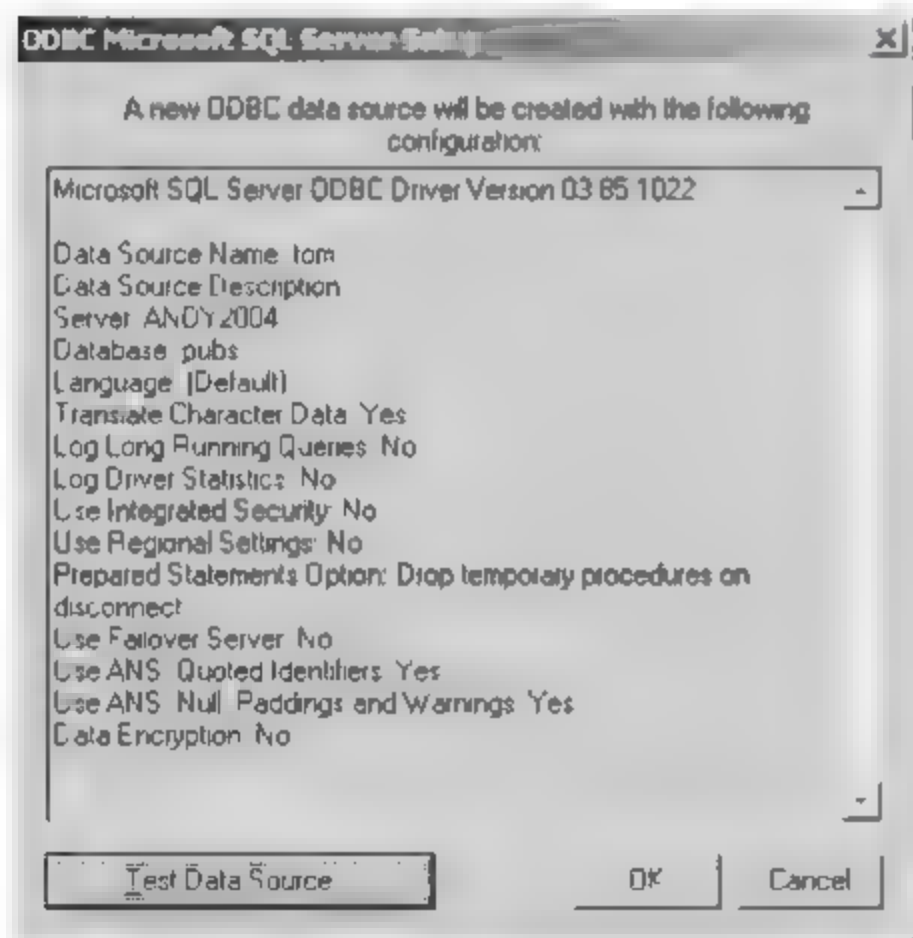 ODBC Microsoft SQL Server Setup
A new ODBC data source will be created with the following
configuration:
Microsoft SQL Server ODBC Driver Version 03 85 1022
Data Source Name tom
Data Source Description
Server ANDY2004
Database pubs
Language (Default)
Translate Character Data Yes
Log Long Running Queries No
Log Driver Statistics No
Use Integrated Security No
Use Regional Settings No
Prepared Statements Option: Drop temporary procedures on
disconnect
Use Failover Server No
Use ANS Quoted Identifiers Yes
Use ANS Null Paddings and Warnings Yes
Data Encryption No
Test Data Source
OK
Cancel